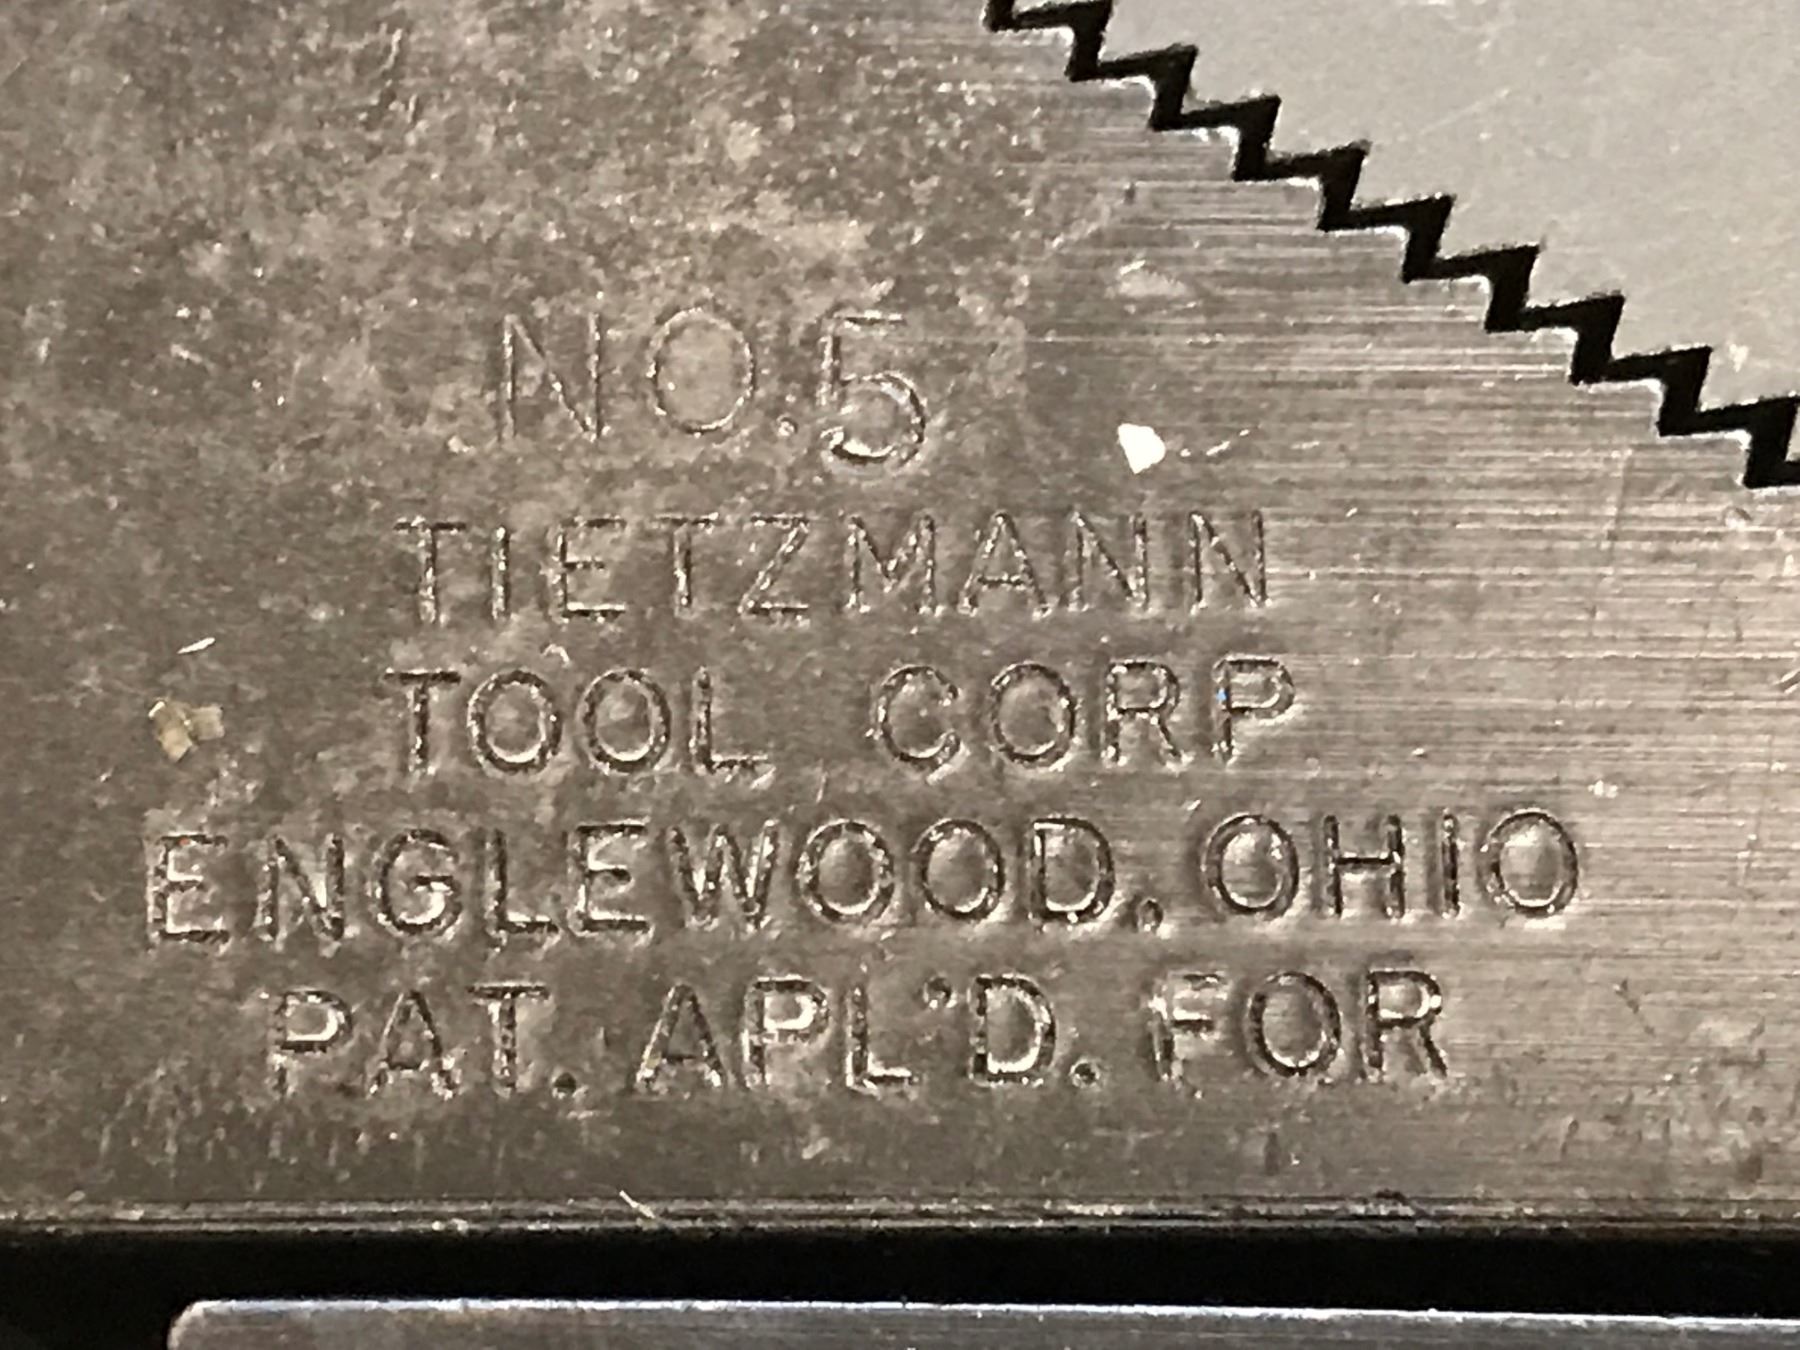 NO.5
TIETZMANN
TOOL CORP
ENGLEWOOD, OHIO
PAT. APL'D. FOR